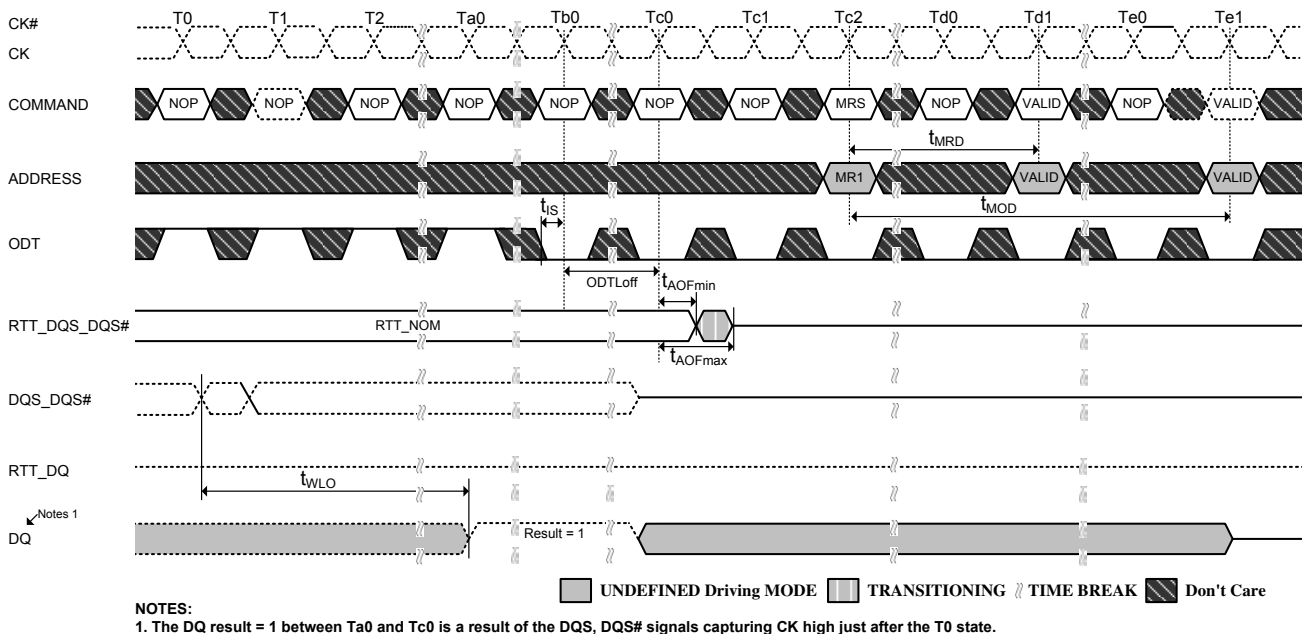 CK# T0 T1 T2 Ta0 Tb0 Tc0 Tc1 Tc2 Td0 Td1 Te0 Te1
CK
COMMAND NOP NOP NOP NOP NOP NOP NOP MRS NOP VALID NOP VALID
tMRD
ADDRESS MR1 VALID VALID
tIS tMOD
ODT
ODTLoff tAOFmin
RTT_DQS_DQS# RTT_NOM
tAOFmax
DQS_DQS#
RTT_DQ
tWLO
Notes 1
DQ Result = 1
UNDEFINED Driving MODE TRANSITIONING TIME BREAK Don't Care
NOTES:
1. The DQ result = 1 between Ta0 and Tc0 is a result of the DQS, DQS# signals capturing CK high just after the T0 state.